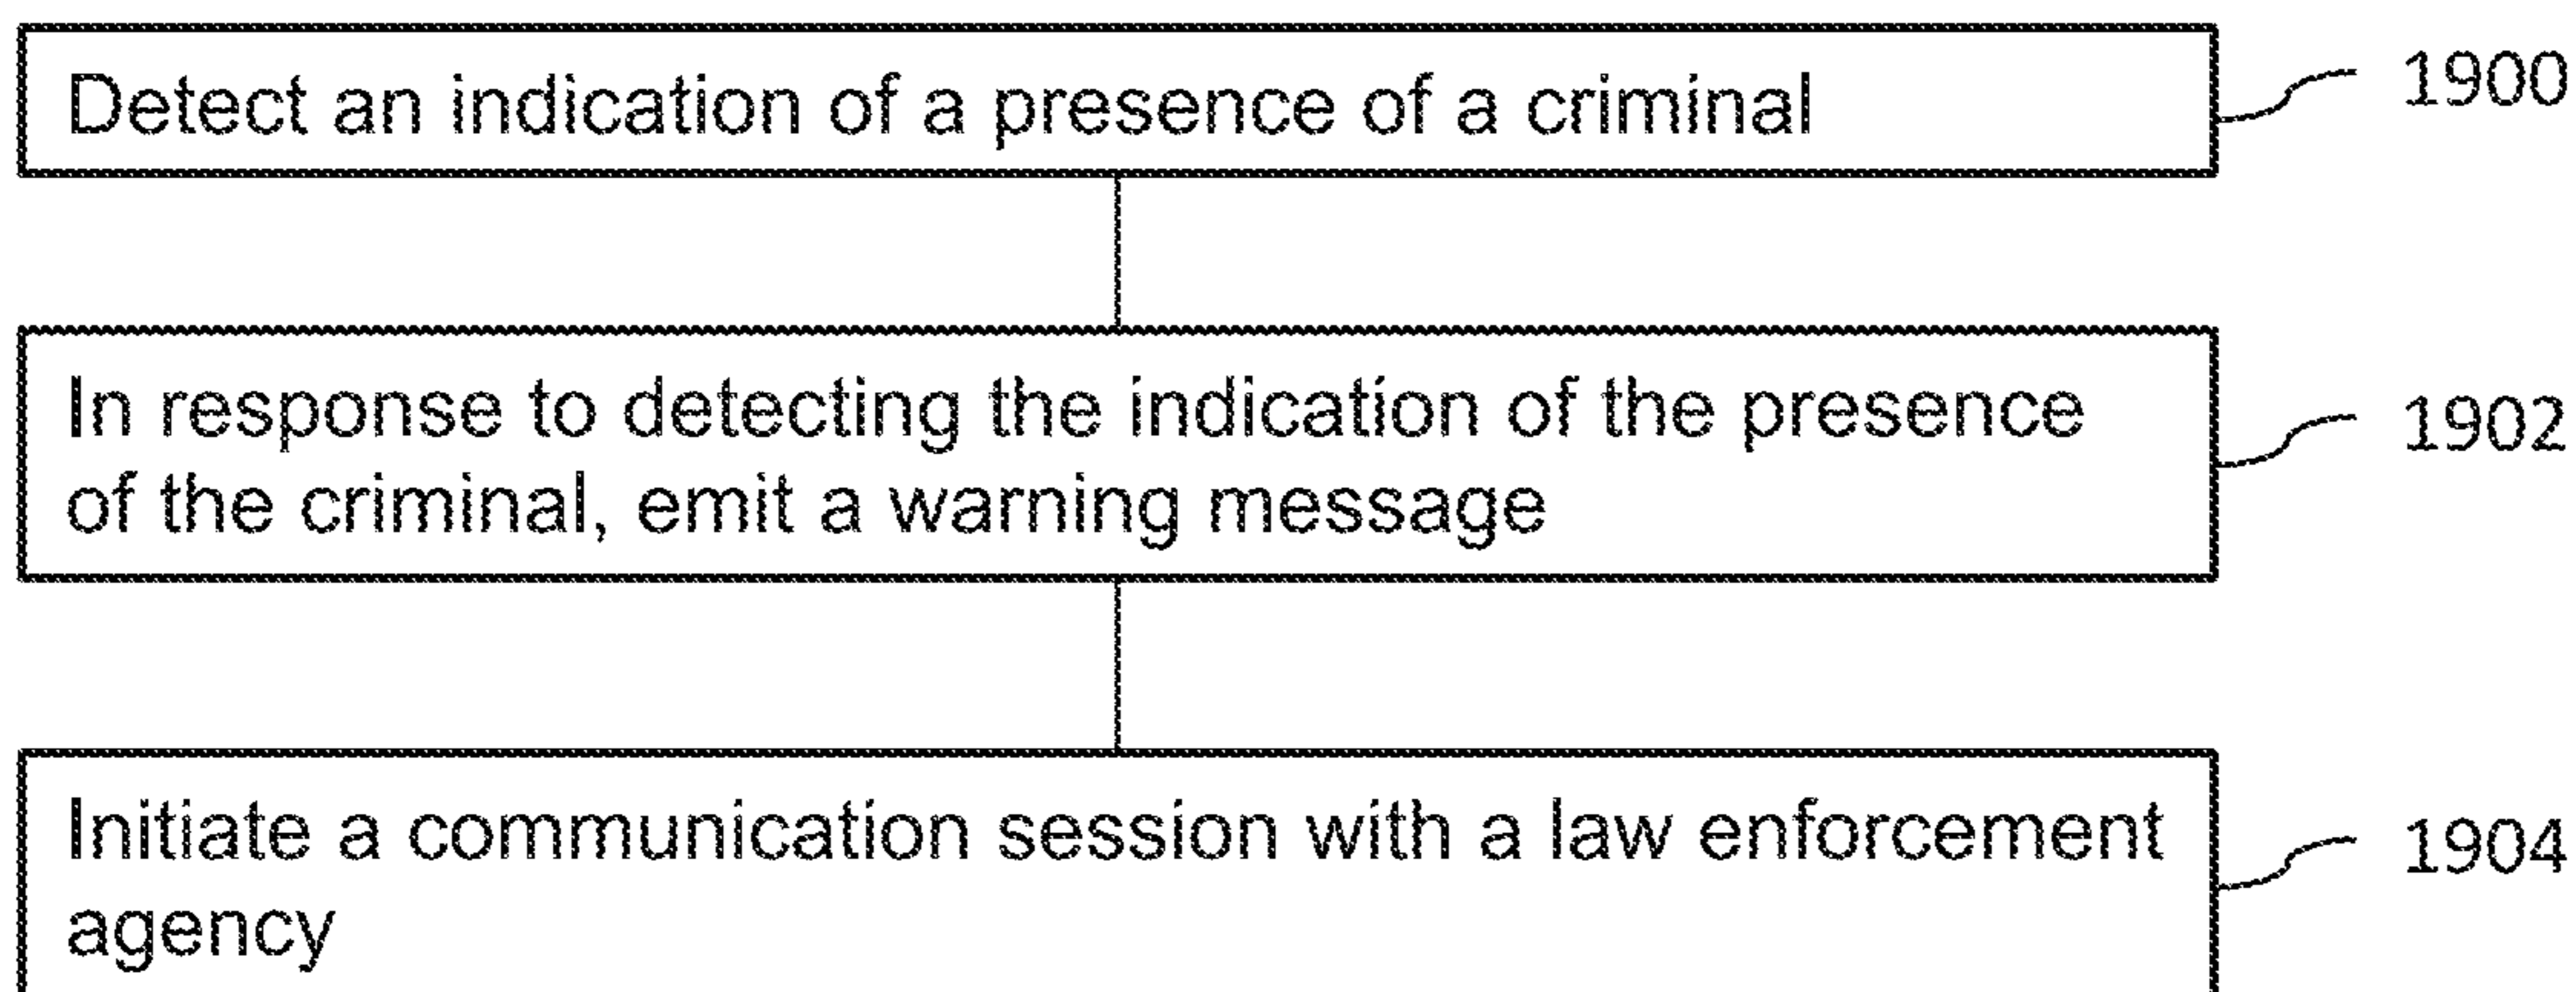 Detect an indication of a presence of a criminal
1900
In response to detecting the indication of the presence
of the criminal, emit a warning message
1902
Initiate a communication session with a law enforcement
agency
1904